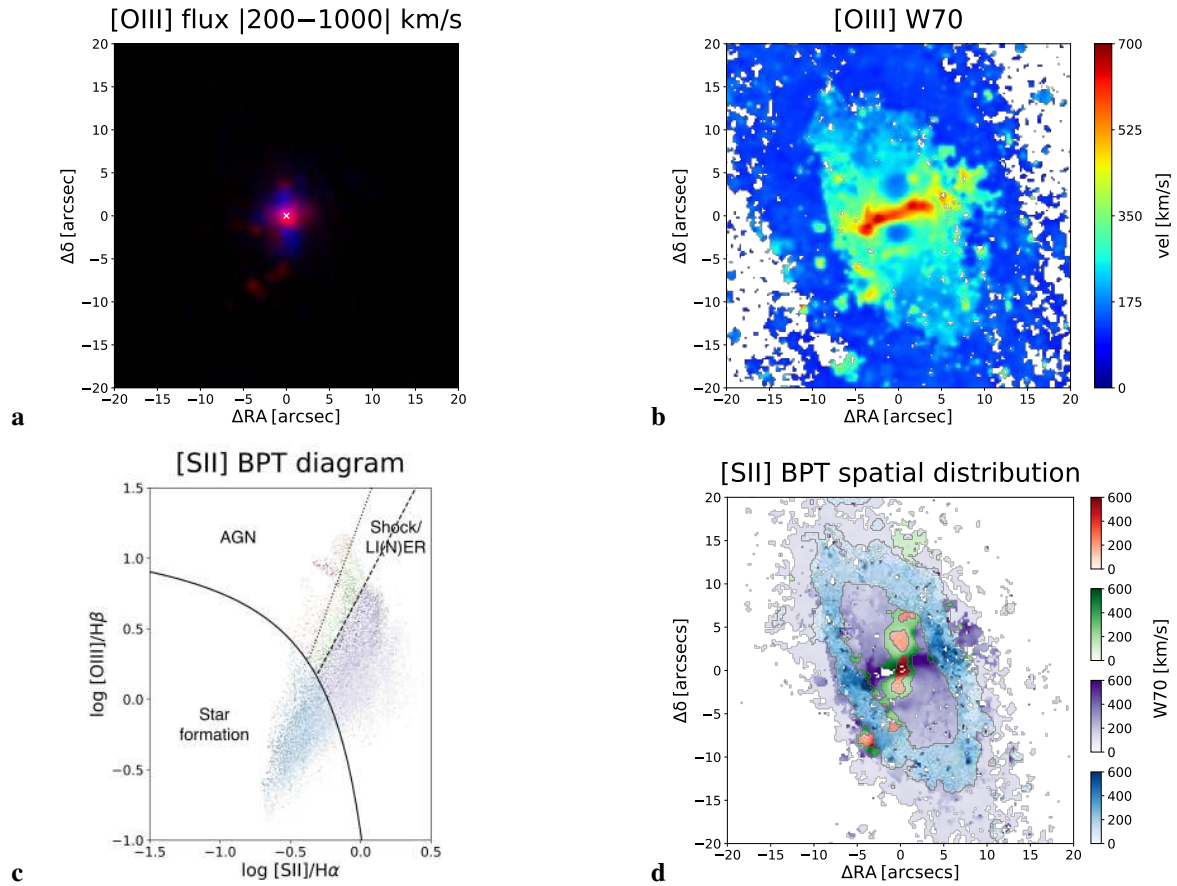 [OIII] flux |200−1000| km/s
20
15
10
5
0
−5
−10
−15
−20
Δδ [arcsec]
−20 −15 −10 −5 0 5 10 15 20
ΔRA [arcsec]
a
[OIII] W70
20
15
10
5
0
−5
−10
−15
−20
Δδ [arcsec]
−20 −15 −10 −5 0 5 10 15 20
ΔRA [arcsec]
700
525
350
175
0
vel [km/s]
b
[SII] BPT diagram
1.5
1.0
0.5
0.0
−0.5
−1.0
log [OIII]/Hβ
AGN
Shock/
LI(N)ER
Star
formation
−1.5 −1.0 −0.5 0.0 0.5
log [SII]/Hα
c
[SII] BPT spatial distribution
20
15
10
5
0
−5
−10
−15
−20
Δδ [arcsecs]
−20 −15 −10 −5 0 5 10 15 20
ΔRA [arcsecs]
600
400
200
0
600
400
200
0
600
400
200
0
600
400
200
0
W70 [km/s]
d